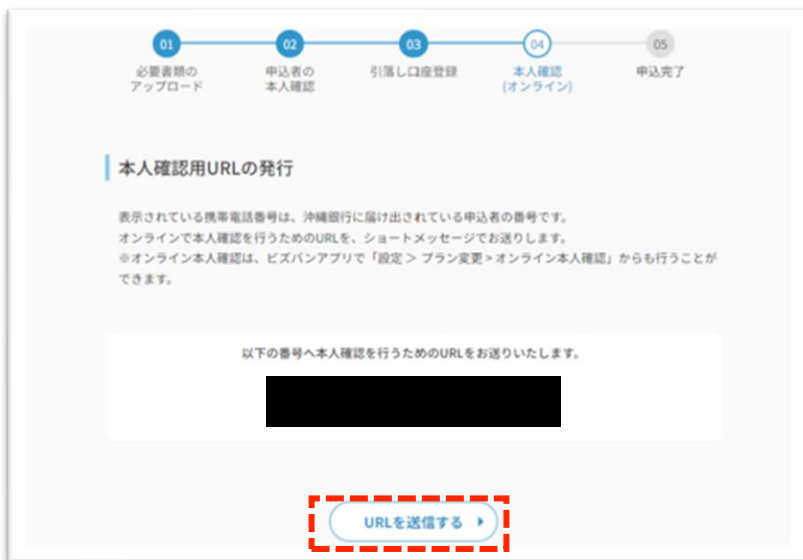 01
02
03
04
05
必要書類の
アップロード
申込者の
本人確認
引落し口座登録
本人確認
(オンライン)
申込完了
本人確認用URLの発行
表示されている携帯電話番号は、沖縄銀行に届け出されている申込者の番号です。
オンラインで本人確認を行うためのURLを、ショートメッセージでお送りします。
※オンライン本人確認は、ビズバンアプリで「設定 ＞ プラン変更 > オンライン本人確認」からも行うことが
できます。
以下の番号へ本人確認を行うためのURLをお送りいたします。
URLを送信する